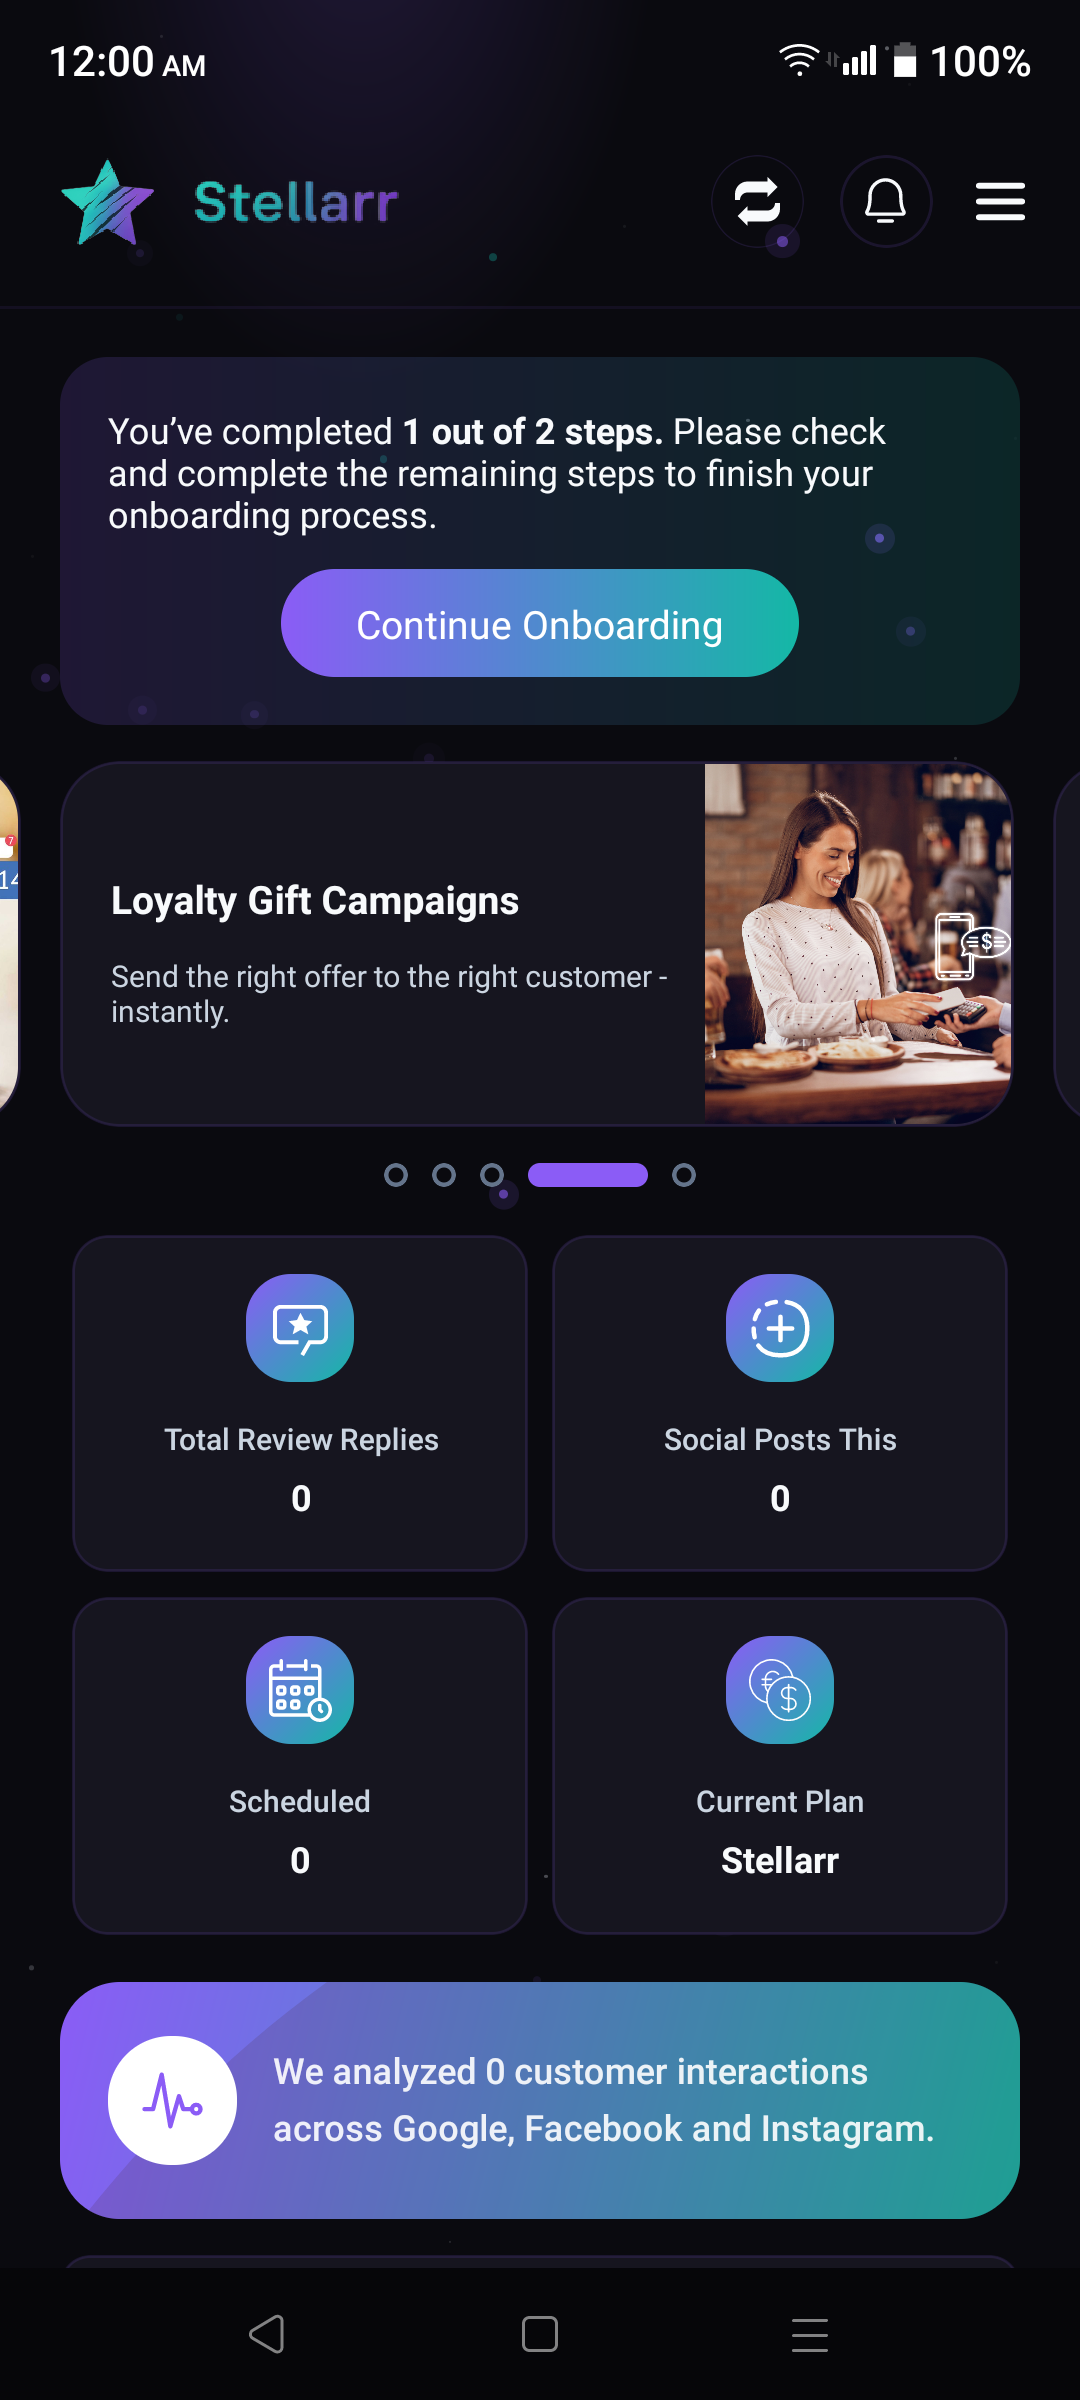 12:00 AM
100%
Stellarr
You’ve completed 1 out of 2 steps. Please check
and complete the remaining steps to finish your
onboarding process.
Continue Onboarding
7
14
Loyalty Gift Campaigns
Send the right offer to the right customer -
instantly.
$
Total Review Replies
0
Social Posts This
0
€
$
Scheduled
0
Current Plan
Stellarr
We analyzed 0 customer interactions
across Google, Facebook and Instagram.